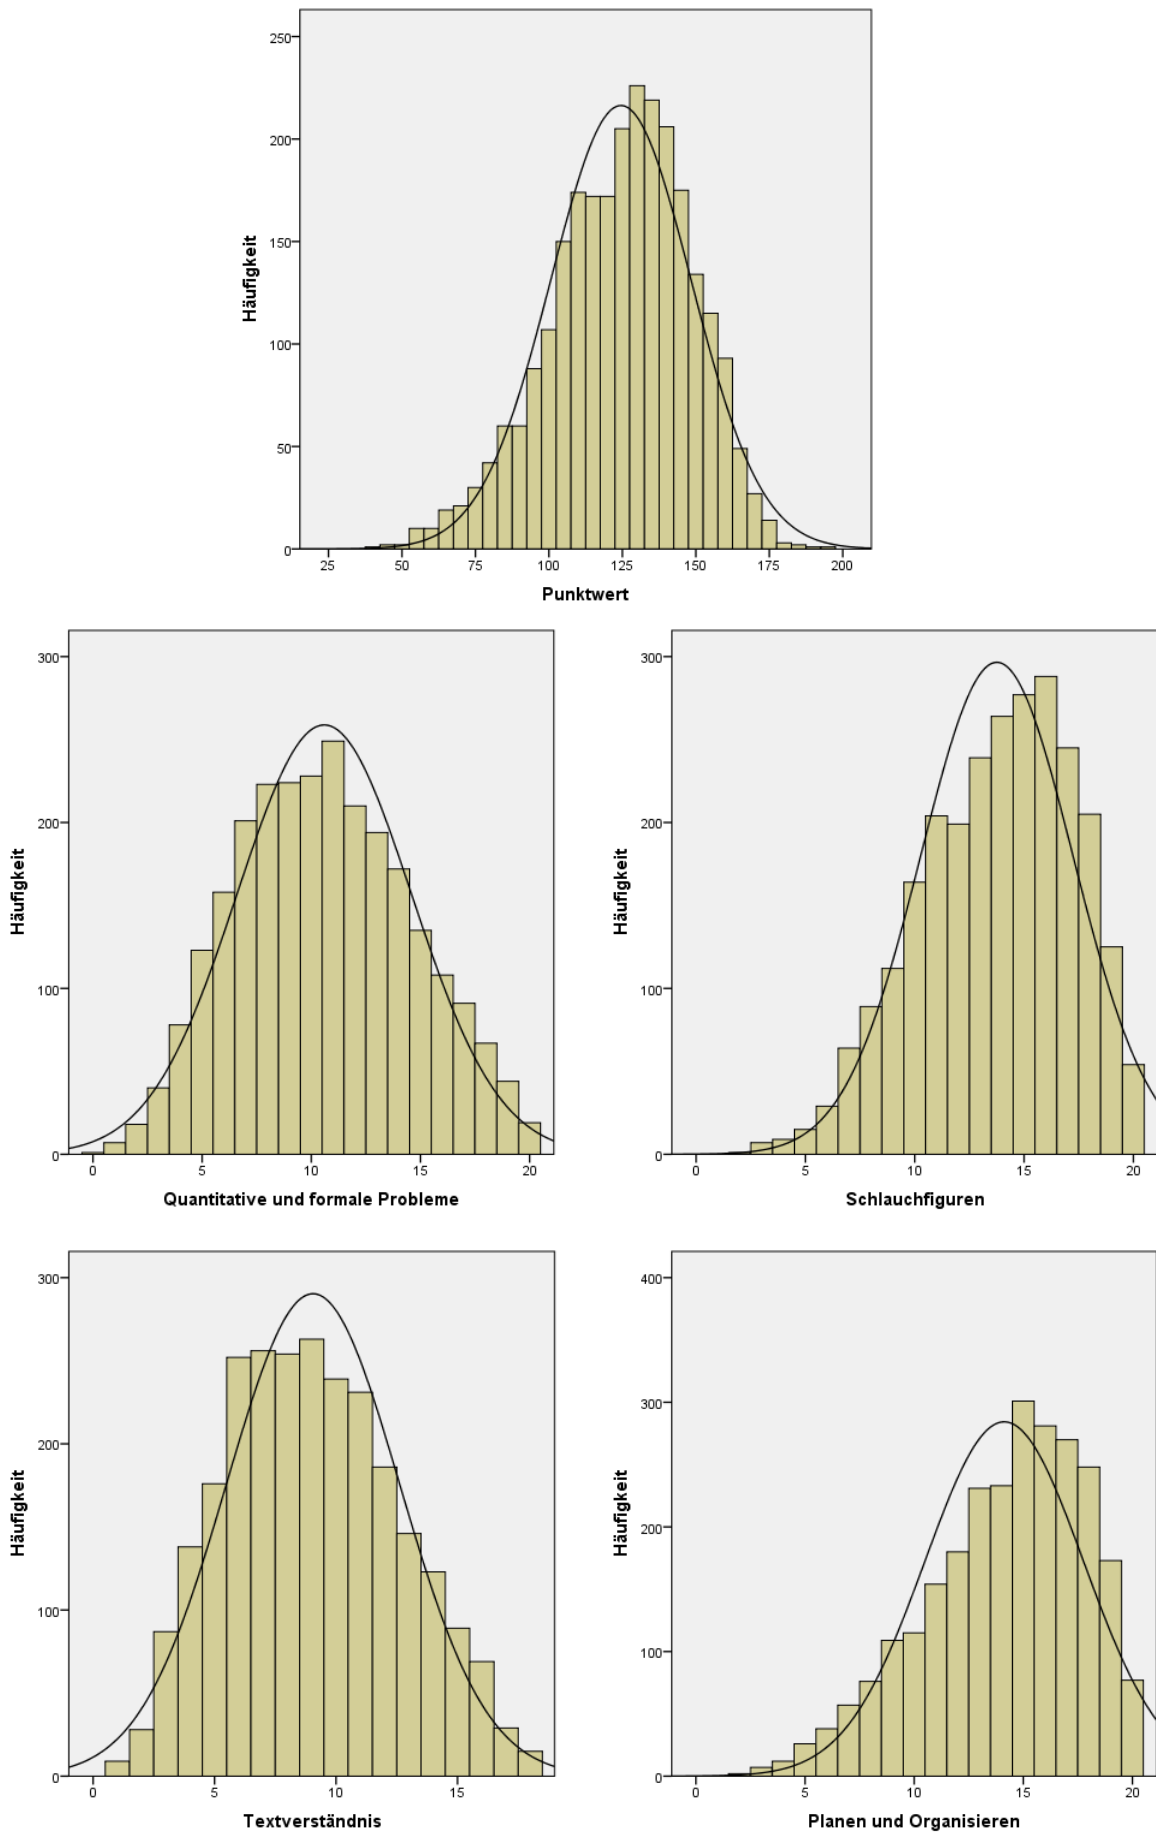 250
200
150
100
50
0
Häufigkeit
25 50 75 100 125 150 175 200
Punktwert
300
200
100
0
Häufigkeit
0 5 10 15 20
Quantitative und formale Probleme
300
200
100
0
Häufigkeit
0 5 10 15 20
Schlauchfiguren
300
200
100
0
Häufigkeit
0 5 10 15
Textverständnis
400
300
200
100
0
Häufigkeit
0 5 10 15 20
Planen und Organisieren